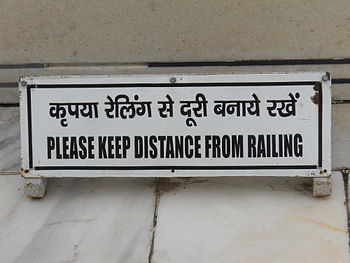 कृपया रेलिंग से दूरी बनाये रखें
PLEASE KEEP DISTANCE FROM RAILING